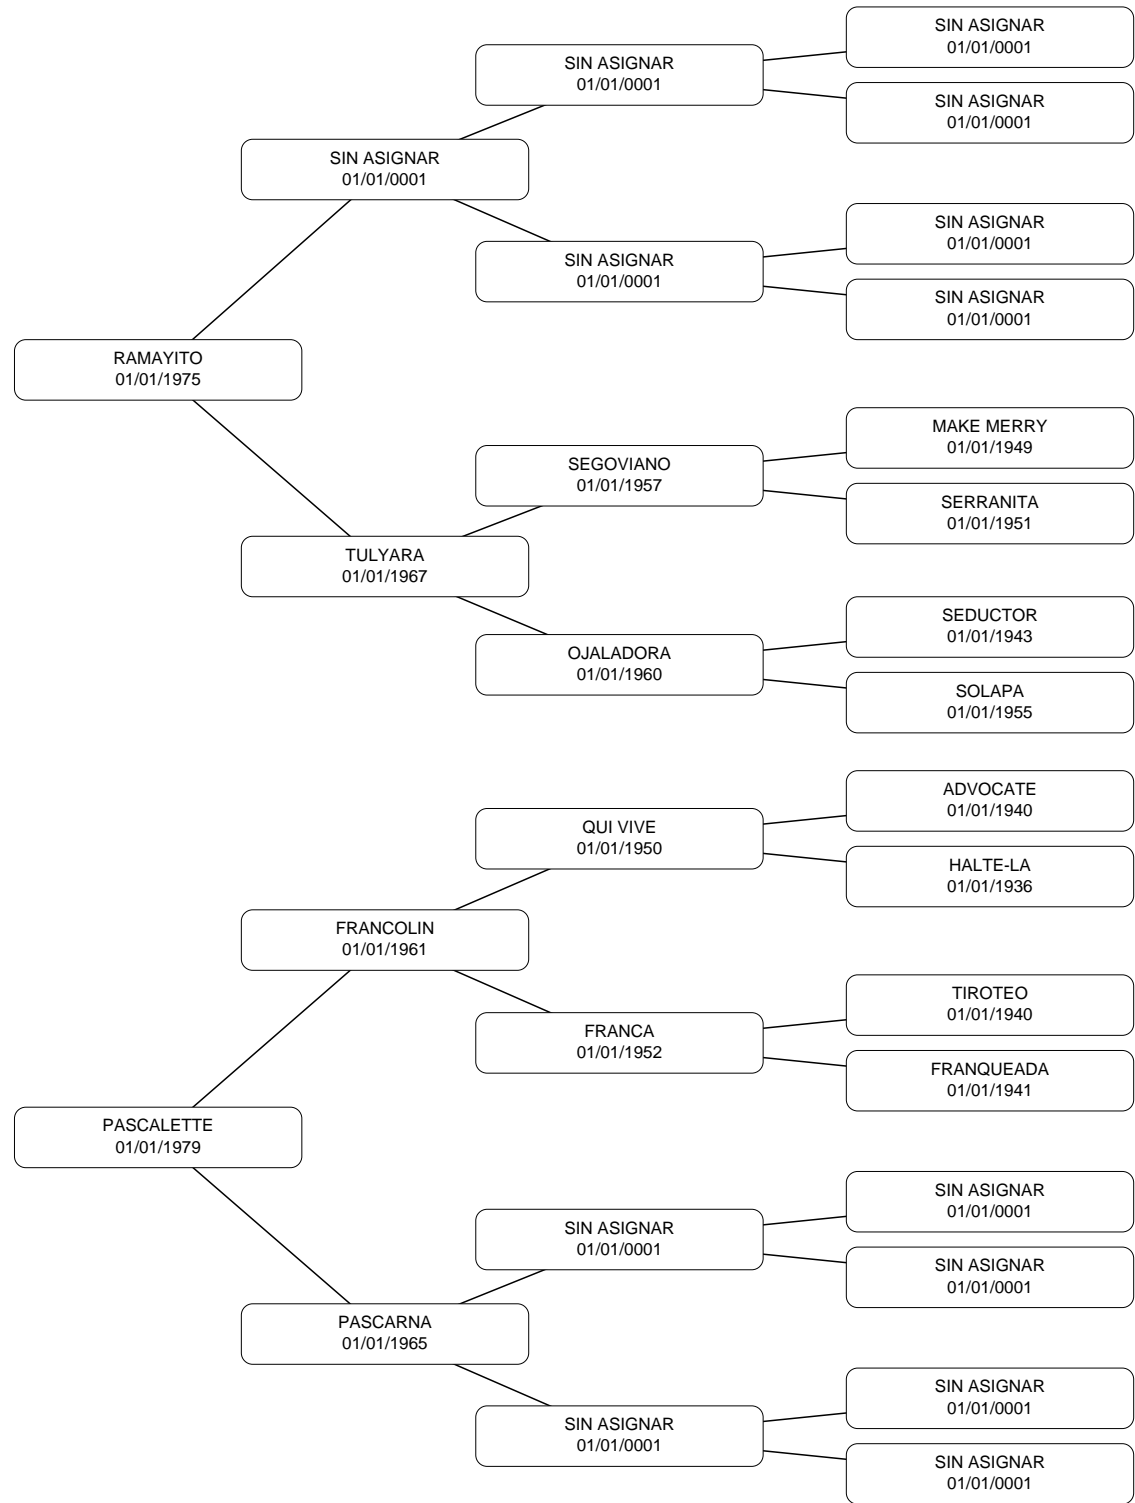 SIN ASIGNAR
01/01/0001
SIN ASIGNAR
01/01/0001
SIN ASIGNAR
01/01/0001
SIN ASIGNAR
01/01/0001
SIN ASIGNAR
01/01/0001
SIN ASIGNAR
01/01/0001
SIN ASIGNAR
01/01/0001
RAMAYITO
01/01/1975
MAKE MERRY
01/01/1949
SEGOVIANO
01/01/1957
SERRANITA
01/01/1951
TULYARA
01/01/1967
SEDUCTOR
01/01/1943
OJALADORA
01/01/1960
SOLAPA
01/01/1955
ADVOCATE
01/01/1940
QUI VIVE
01/01/1950
HALTE-LA
01/01/1936
FRANCOLIN
01/01/1961
TIROTEO
01/01/1940
FRANCA
01/01/1952
FRANQUEADA
01/01/1941
PASCALETTE
01/01/1979
SIN ASIGNAR
01/01/0001
SIN ASIGNAR
01/01/0001
SIN ASIGNAR
01/01/0001
PASCARNA
01/01/1965
SIN ASIGNAR
01/01/0001
SIN ASIGNAR
01/01/0001
SIN ASIGNAR
01/01/0001